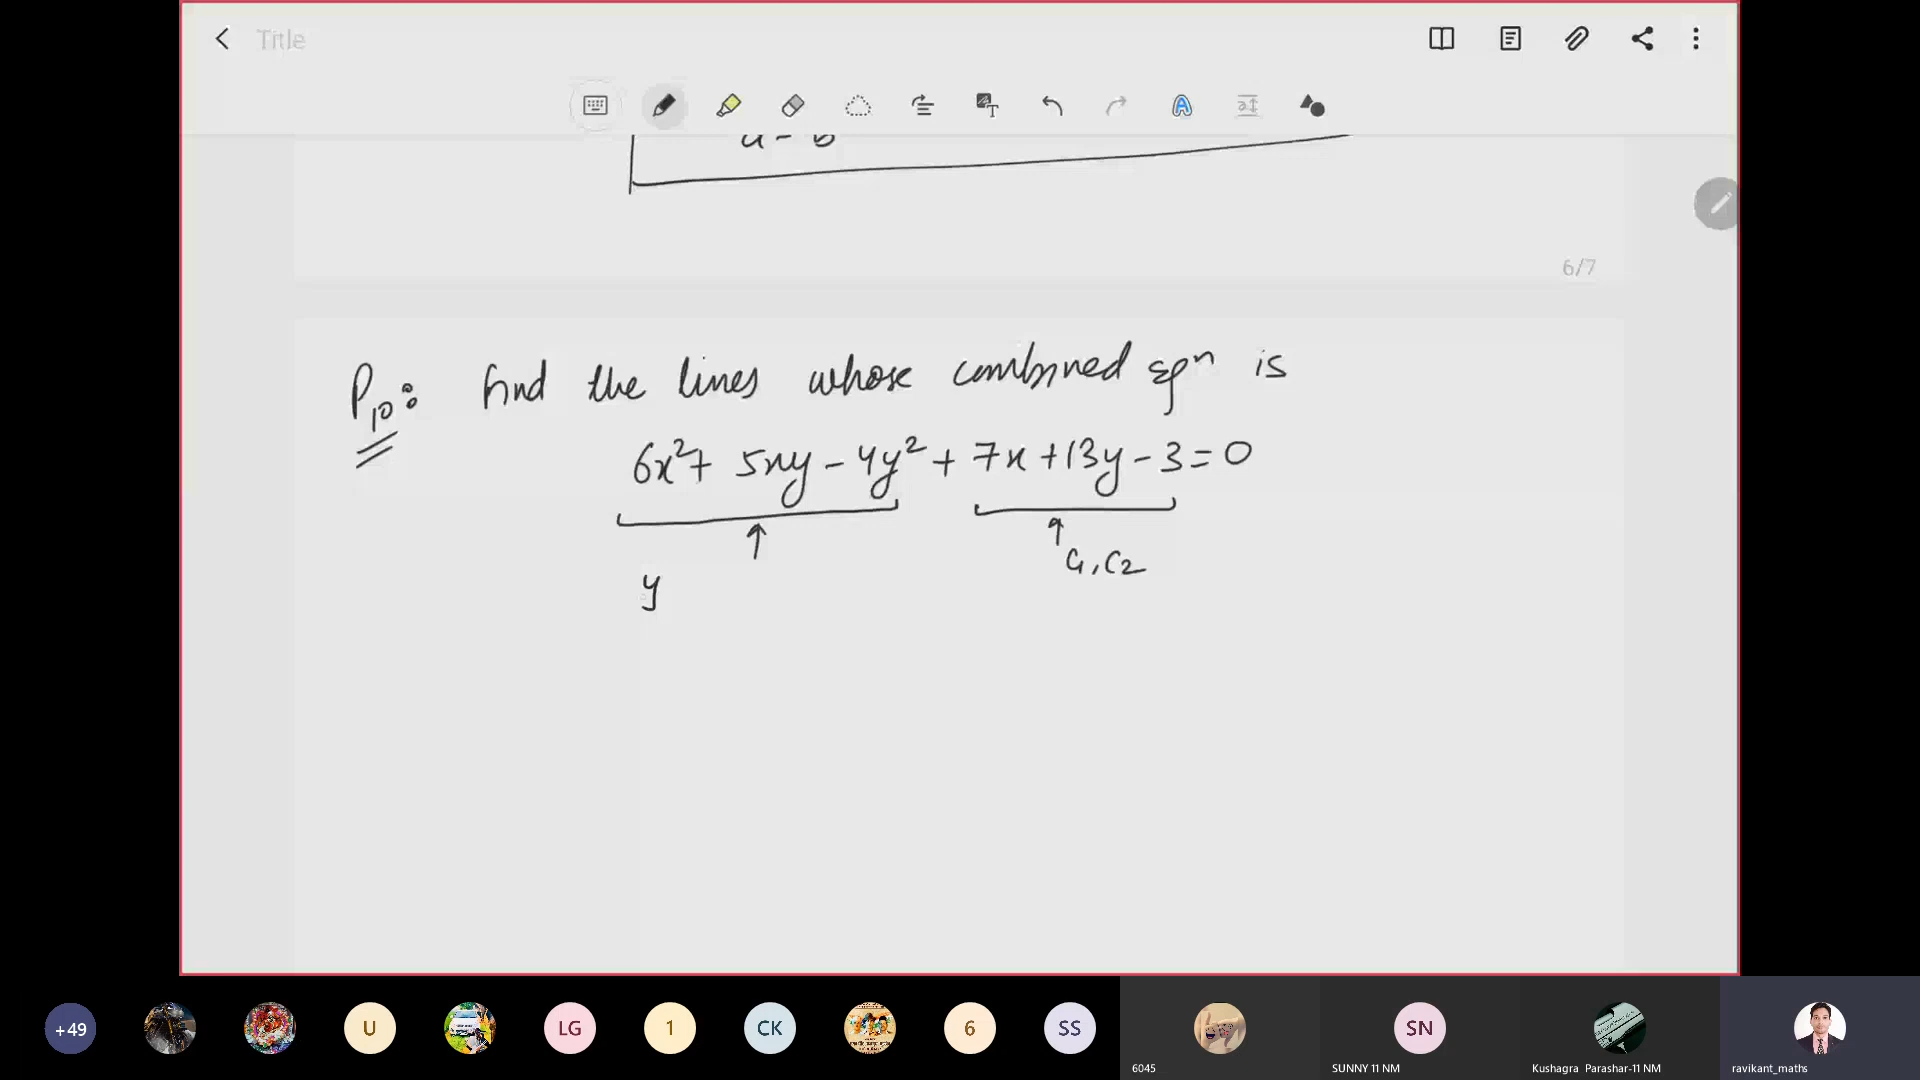 Title
a - b
6/7
P10: find the lines whose combined eqn is
6x² + 5xy - 4y² + 7x + 13y - 3 = 0
C1, C2
y
+49
U
LG
1
CK
6
SS
SN
6045
SUNNY 11 NM
Kushagra Parashar-11 NM
ravikant_maths